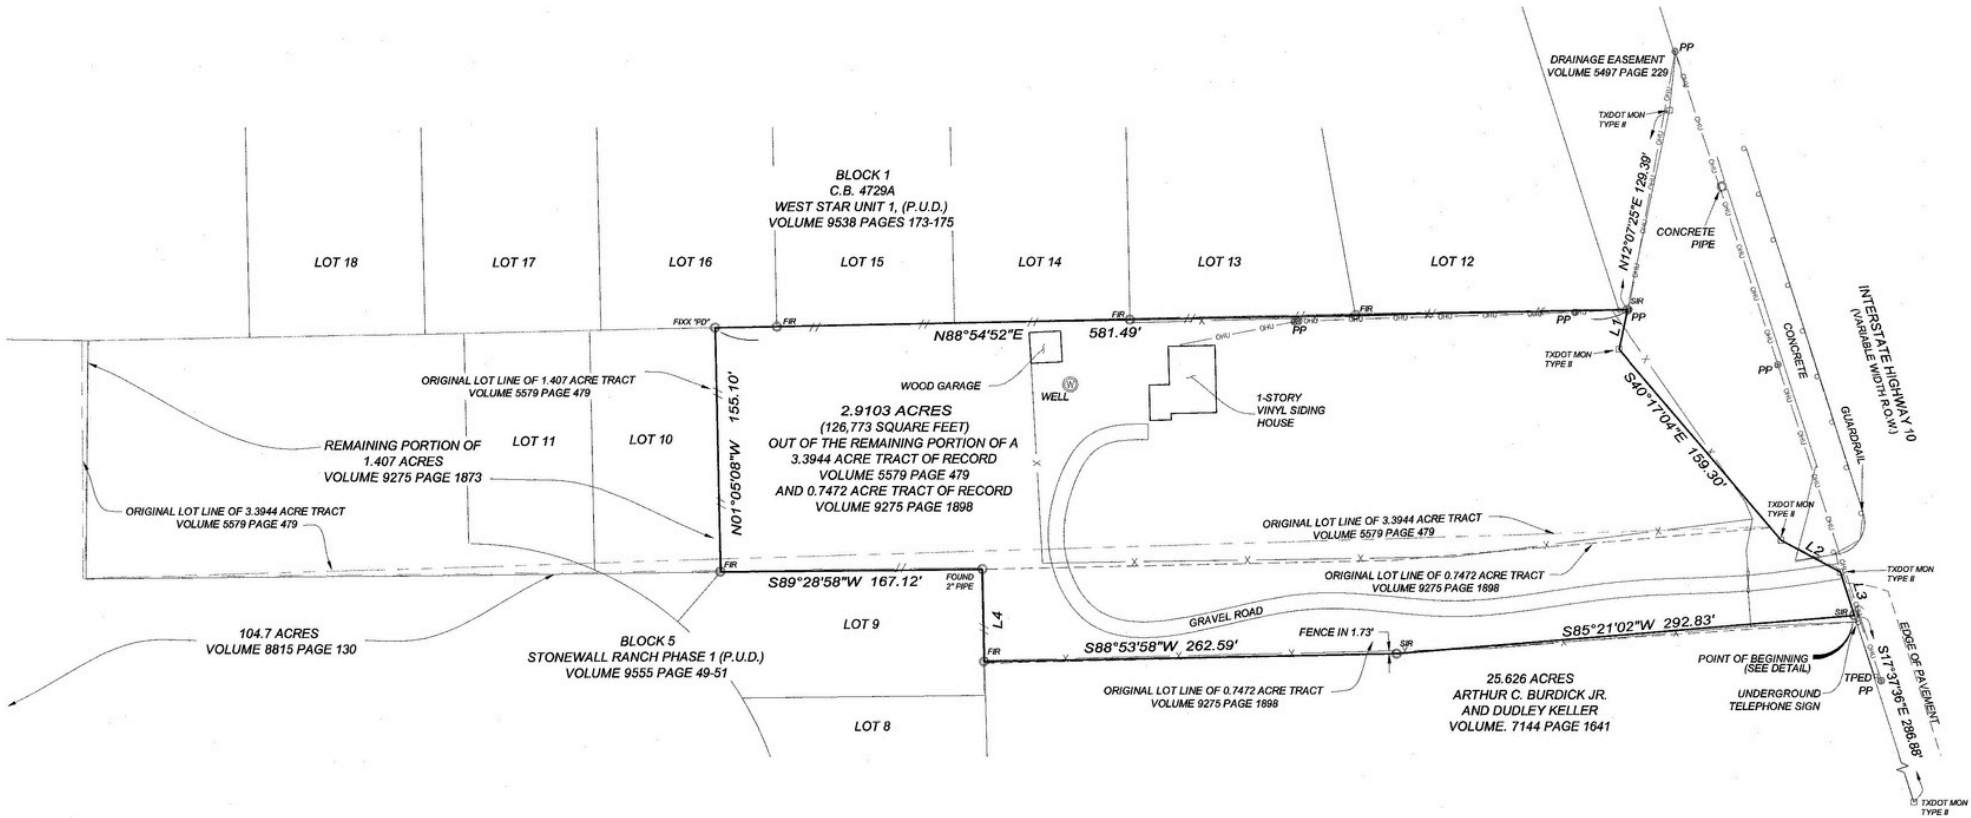 DRAINAGE EASEMENT
VOLUME 5497 PAGE 229
PP
OHU
TXDOT MON
TYPE II
N12°07'25"E 129.39'
CONCRETE
PIPE
INTERSTATE HIGHWAY 10
(VARIABLE WIDTH R.O.W.)
CONCRETE
GUARDRAIL
PP
BLOCK 1
C.B. 4729A
WEST STAR UNIT 1, (P.U.D.)
VOLUME 9538 PAGES 173-175
LOT 18
LOT 17
LOT 16
LOT 15
LOT 14
LOT 13
LOT 12
FIXX "PD"
FIR
FIR
FIR
SIR
PP
PP
PP
N88°54'52"E 581.49'
OHU
L1
TXDOT MON
TYPE II
S40°17'04"E 159.30'
ORIGINAL LOT LINE OF 1.407 ACRE TRACT
VOLUME 5579 PAGE 479
N01°05'08"W 155.10'
WOOD GARAGE
WELL
W
1-STORY
VINYL SIDING
HOUSE
2.9103 ACRES
(126,773 SQUARE FEET)
OUT OF THE REMAINING PORTION OF A
3.3944 ACRE TRACT OF RECORD
VOLUME 5579 PAGE 479
AND 0.7472 ACRE TRACT OF RECORD
VOLUME 9275 PAGE 1898
REMAINING PORTION OF
1.407 ACRES
VOLUME 9275 PAGE 1873
LOT 11
LOT 10
ORIGINAL LOT LINE OF 3.3944 ACRE TRACT
VOLUME 5579 PAGE 479
ORIGINAL LOT LINE OF 3.3944 ACRE TRACT
VOLUME 5579 PAGE 479
TXDOT MON
TYPE II
L2
ORIGINAL LOT LINE OF 0.7472 ACRE TRACT
VOLUME 9275 PAGE 1898
TXDOT MON
TYPE II
L3
FIR
S89°28'58"W 167.12'
FOUND
2" PIPE
L4
LOT 9
GRAVEL ROAD
SIR
104.7 ACRES
VOLUME 8815 PAGE 130
BLOCK 5
STONEWALL RANCH PHASE 1 (P.U.D.)
VOLUME 9555 PAGE 49-51
FIR
S88°53'58"W 262.59'
FENCE IN 1.73'
SIR
S85°21'02"W 292.83'
ORIGINAL LOT LINE OF 0.7472 ACRE TRACT
VOLUME 9275 PAGE 1898
LOT 8
25.626 ACRES
ARTHUR C. BURDICK JR.
AND DUDLEY KELLER
VOLUME. 7144 PAGE 1641
POINT OF BEGINNING
(SEE DETAIL)
UNDERGROUND
TELEPHONE SIGN
TPED
PP
EDGE OF PAVEMENT
S17°37'36"E 286.88'
TXDOT MON
TYPE II